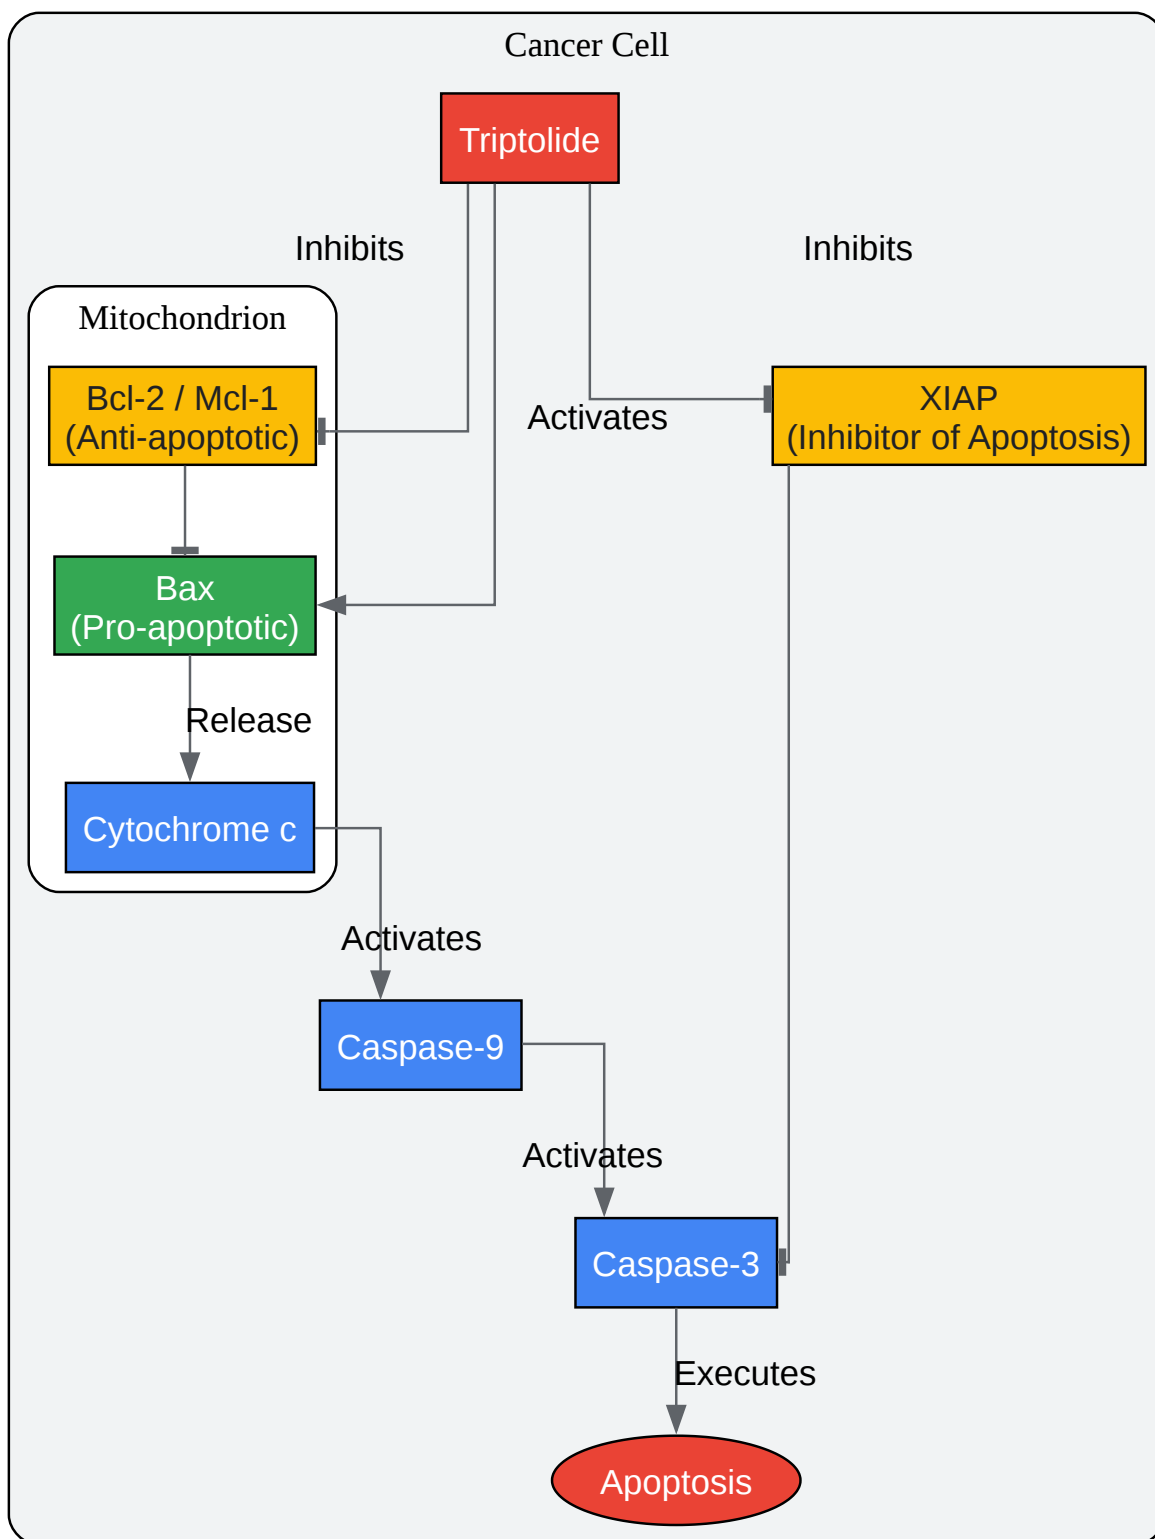 Cancer Cell
Triptolide
Inhibits
Inhibits
Mitochondrion
Bcl-2 / Mcl-1
(Anti-apoptotic)
Activates
XIAP
(Inhibitor of Apoptosis)
Bax
(Pro-apoptotic)
Release
Cytochrome c
Activates
Caspase-9
Activates
Caspase-3
Executes
Apoptosis